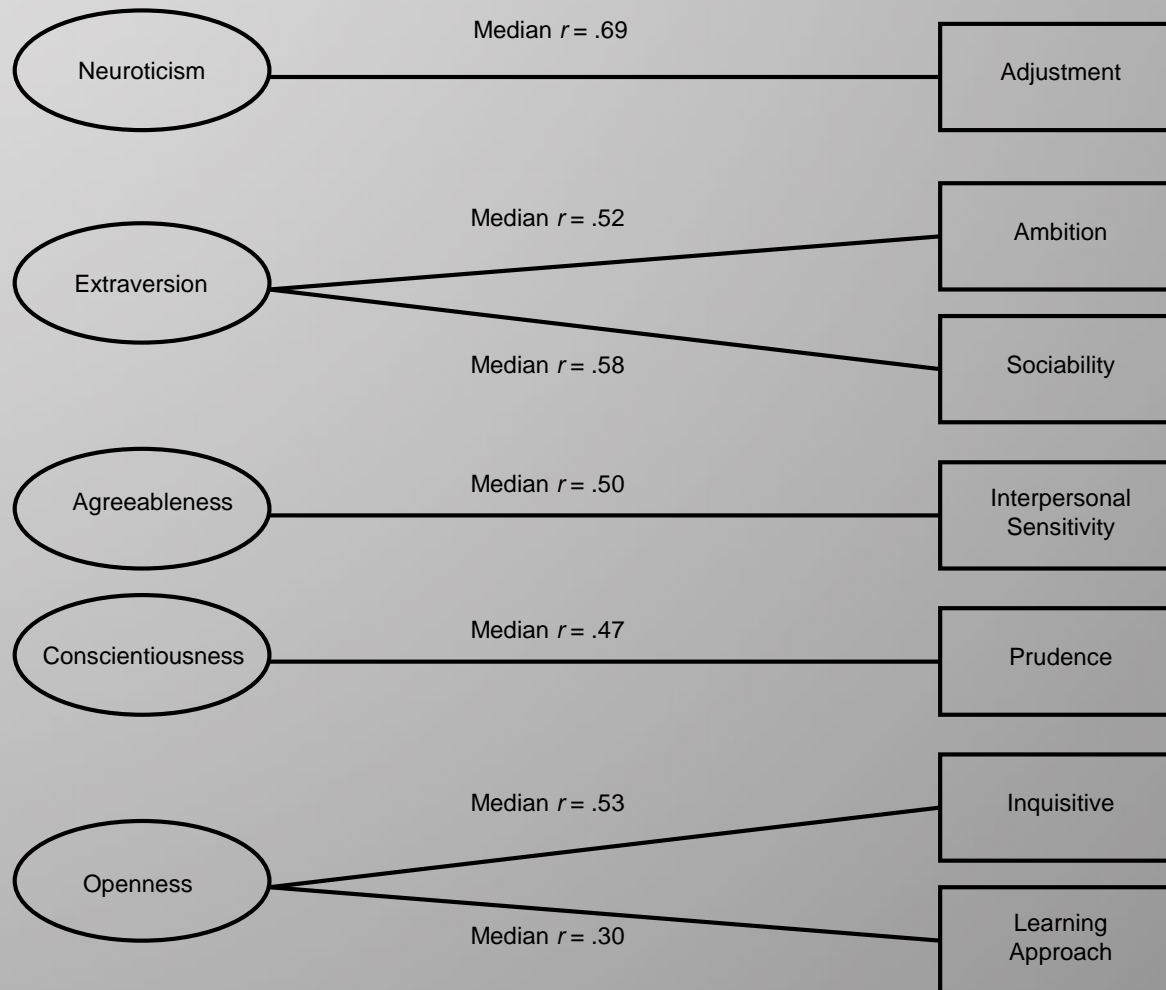 Median r = .69
Neuroticism
Adjustment
Median r = .52
Ambition
Extraversion
Median r = .58
Sociability
Median r = .50
Agreeableness
Interpersonal
Sensitivity
Median r = .47
Conscientiousness
Prudence
Median r = .53
Inquisitive
Openness
Median r = .30
Learning
Approach